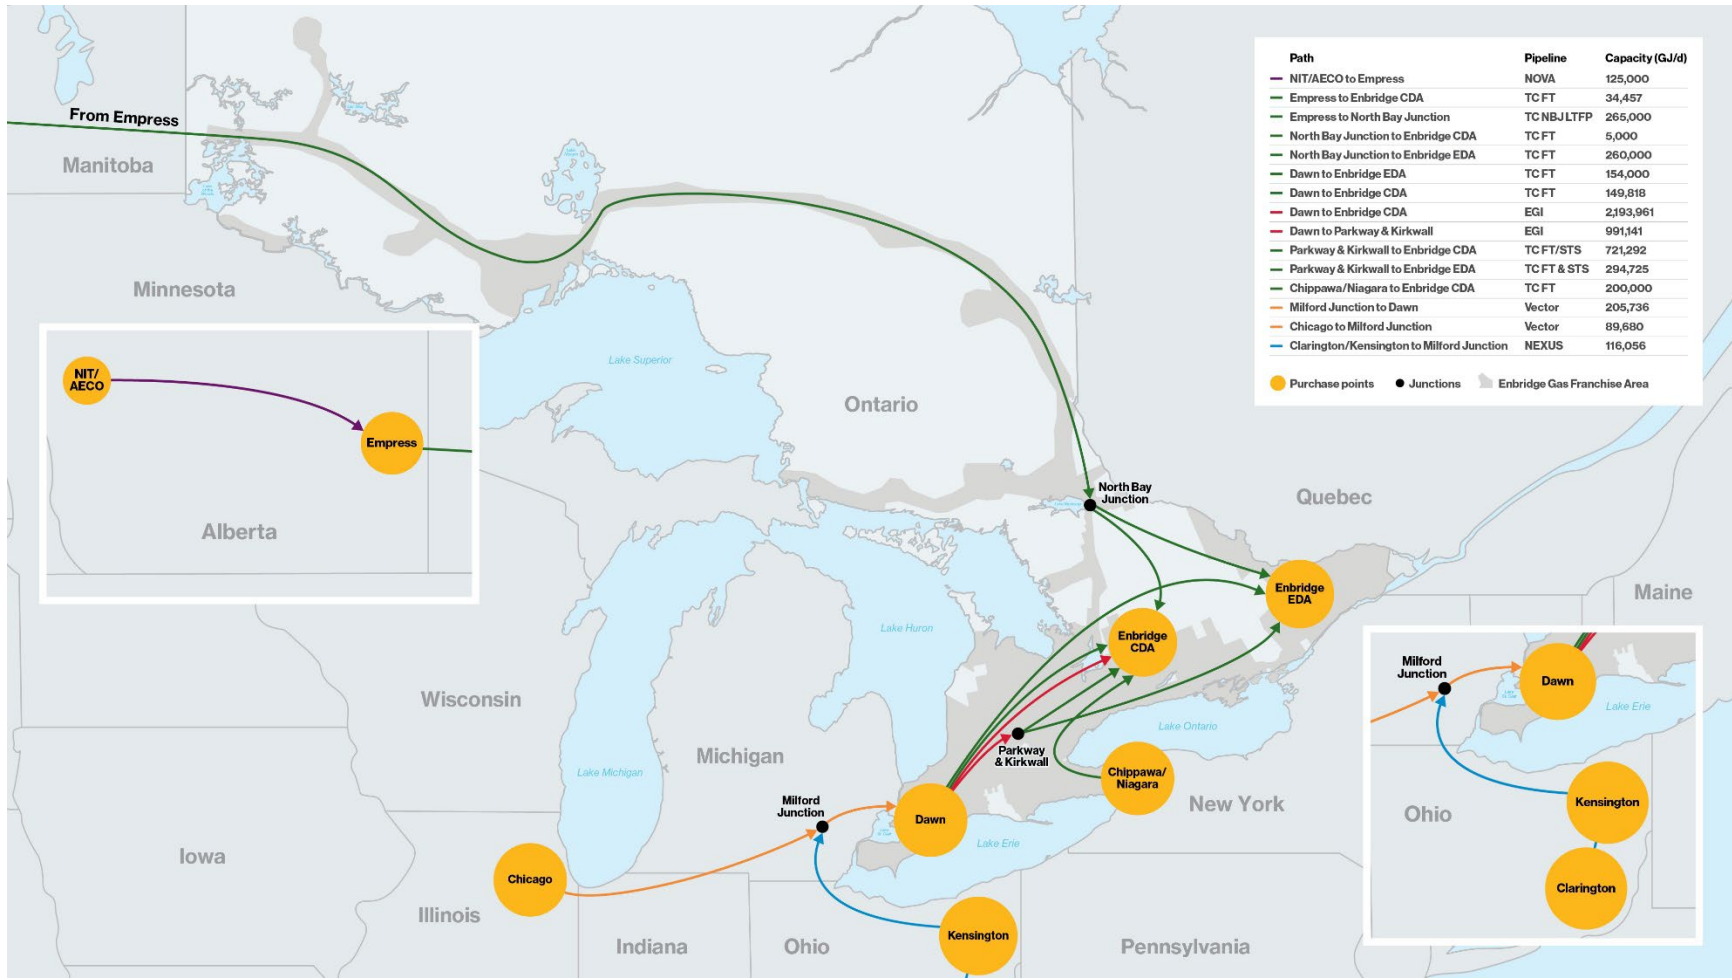 Path Pipeline Capacity (GJ/d)
NIT/AECO to Empress NOVA 125,000
Empress to Enbridge CDA TC FT 34,457
Empress to North Bay Junction TC NBJ LTFP 265,000
North Bay Junction to Enbridge CDA TC FT 5,000
North Bay Junction to Enbridge EDA TC FT 260,000
Dawn to Enbridge EDA TC FT 154,000
Dawn to Enbridge CDA TC FT 149,818
Dawn to Enbridge CDA EGI 2,193,961
Dawn to Parkway & Kirkwall EGI 991,141
Parkway & Kirkwall to Enbridge CDA TC FT/STS 721,292
Parkway & Kirkwall to Enbridge EDA TC FT & STS 294,725
Chippawa/Niagara to Enbridge CDA TC FT 200,000
Milford Junction to Dawn Vector 205,736
Chicago to Milford Junction Vector 89,680
Clarington/Kensington to Milford Junction NEXUS 116,056
Purchase points Junctions Enbridge Gas Franchise Area
From Empress
Manitoba
Minnesota
Lake Superior
NIT/
AECO
Empress
Alberta
Ontario
North Bay
Junction
Quebec
Enbridge
EDA
Maine
Enbridge
CDA
Lake Huron
Wisconsin
Lake Ontario
Parkway
& Kirkwall
Michigan
Lake Michigan
Chippawa/
Niagara
New York
Milford
Junction
Dawn
Lake Erie
Iowa
Chicago
Illinois
Indiana
Ohio
Kensington
Pennsylvania
Milford
Junction
Dawn
Lake Erie
Kensington
Ohio
Clarington